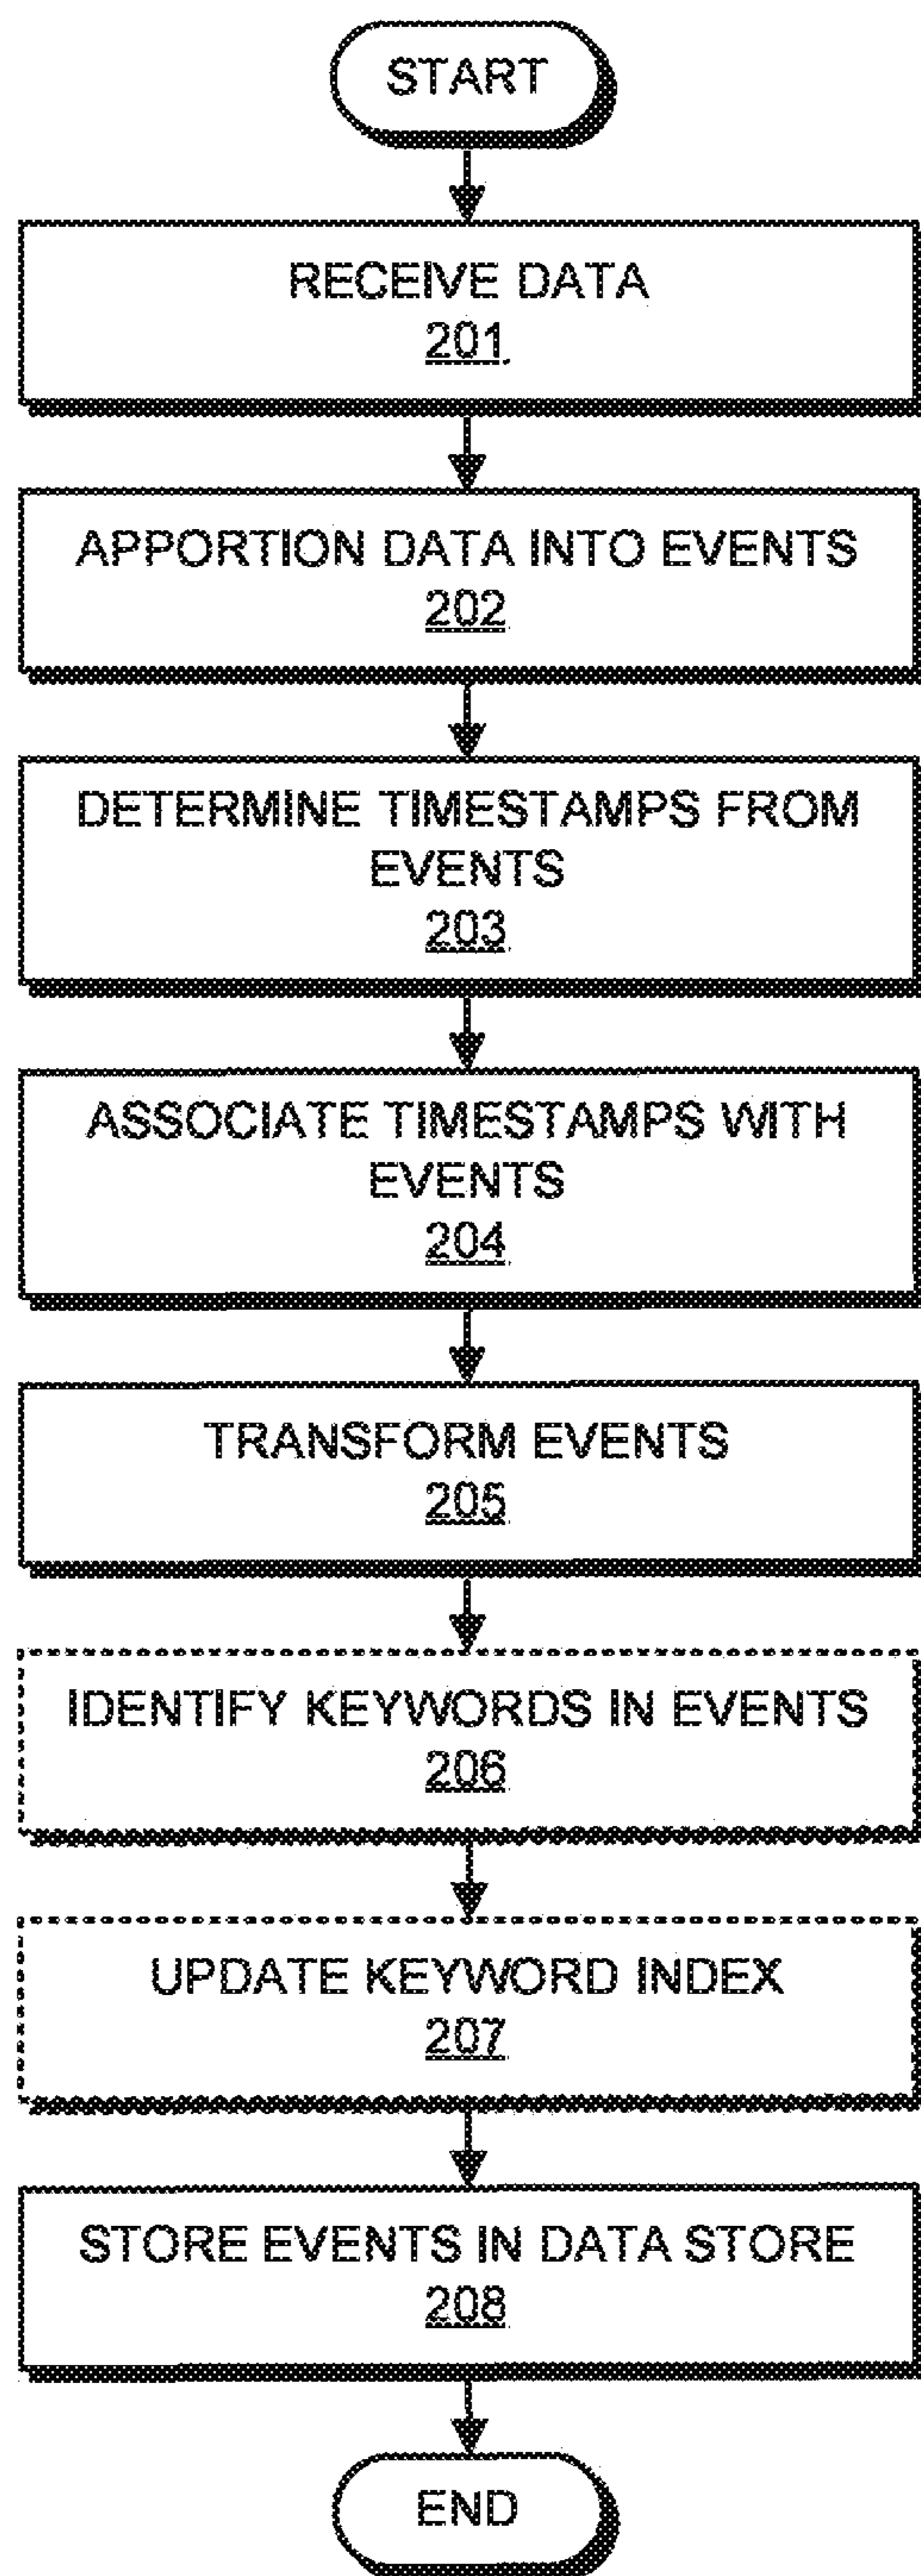 START
RECEIVE DATA
201
APPORTION DATA INTO EVENTS
202
DETERMINE TIMESTAMPS FROM
EVENTS
203
ASSOCIATE TIMESTAMPS WITH
EVENTS
204
TRANSFORM EVENTS
205
IDENTIFY KEYWORDS IN EVENTS
206
UPDATE KEYWORD INDEX
207
STORE EVENTS IN DATA STORE
208
END